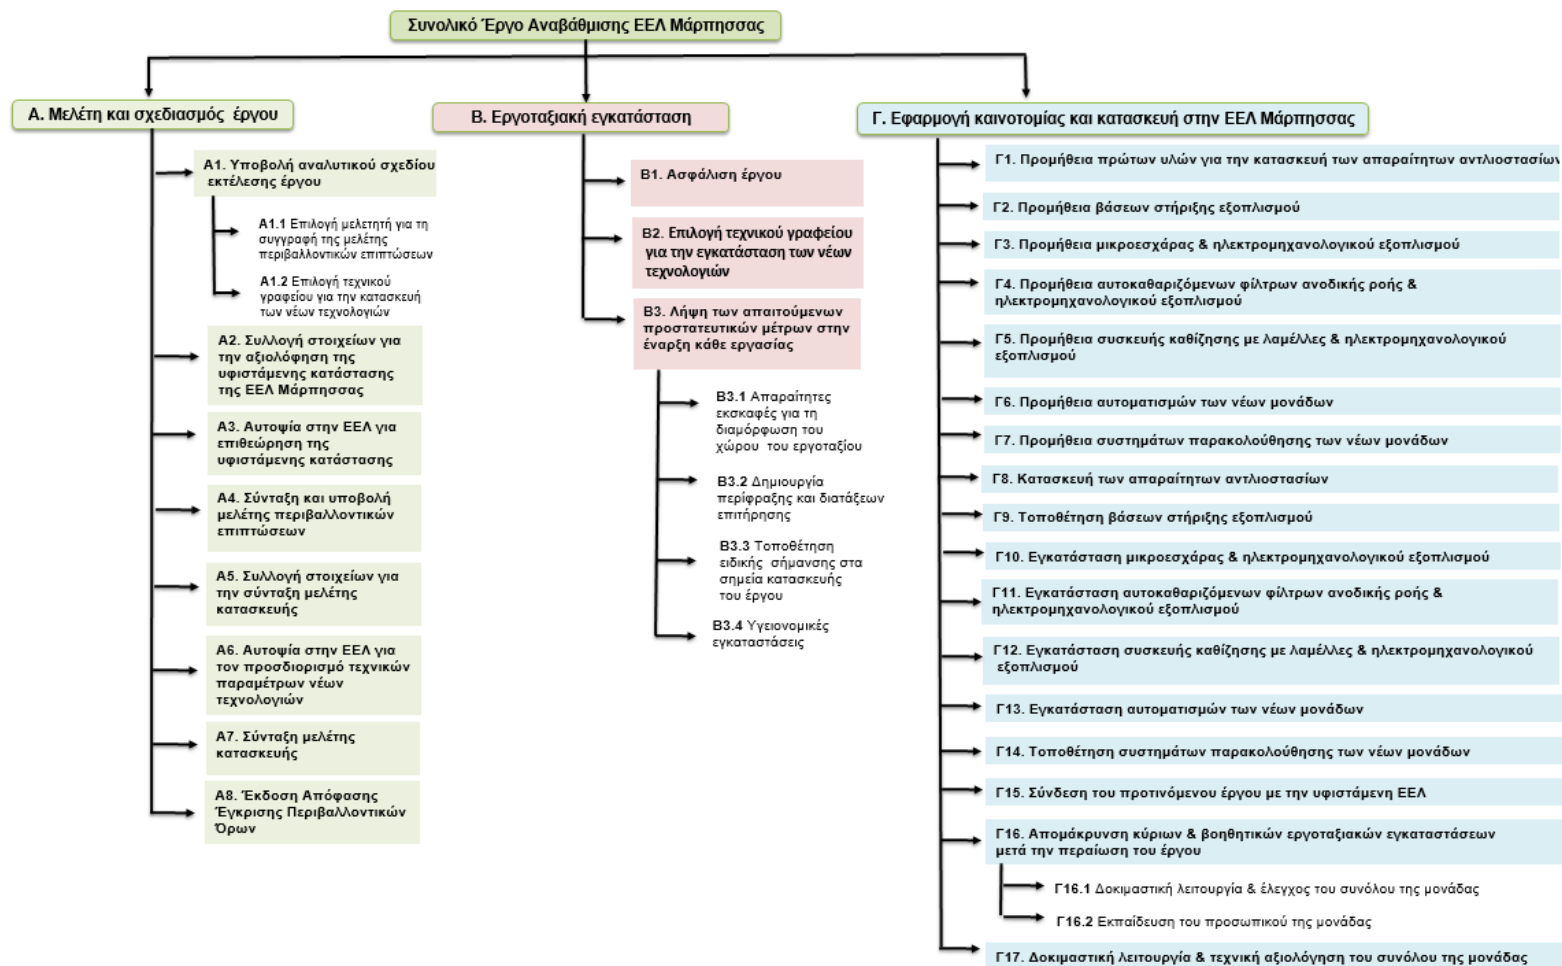 Συνολικό Έργο Αναβάθμισης ΕΕΛ Μάρπησσας
Α. Μελέτη και σχεδιασμός έργου
Α1. Υποβολή αναλυτικού σχεδίου
εκτέλεσης έργου
Α1.1 Επιλογή μελετητή για τη
συγγραφή της μελέτης
περιβαλλοντικών επιπτώσεων
Α1.2 Επιλογή τεχνικού
γραφείου για την κατασκευή
των νέων τεχνολογιών
Α2. Συλλογή στοιχείων για
την αξιολόφηση της
υφιστάμενης κατάστασης
της ΕΕΛ Μάρπησσας
Α3. Αυτοψία στην ΕΕΛ για
επιθεώρηση της
υφιστάμενης κατάστασης
Α4. Σύνταξη και υποβολή
μελέτης περιβαλλοντικών
επιπτώσεων
Α5. Συλλογή στοιχείων για
την σύνταξη μελέτης
κατασκευής
Α6. Αυτοψία στην ΕΕΛ για
τον προσδιορισμό τεχνικών
παραμέτρων νέων
τεχνολογιών
Α7. Σύνταξη μελέτης
κατασκευής
Α8. Έκδοση Απόφασης
Έγκρισης Περιβαλλοντικών
Όρων
Β. Εργοταξιακή εγκατάσταση
Β1. Ασφάλιση έργου
Β2. Επιλογή τεχνικού γραφείου
για την εγκατάσταση των νέων
τεχνολογιών
Β3. Λήψη των απαιτούμενων
προστατευτικών μέτρων στην
έναρξη κάθε εργασίας
Β3.1 Απαραίτητες
εκσκαφές για τη
διαμόρφωση του
χώρου του εργοταξίου
Β3.2 Δημιουργία
περίφραξης και διατάξεων
επιτήρησης
Β3.3 Τοποθέτηση
ειδικής σήμανσης στα
σημεία κατασκευής
του έργου
Β3.4 Υγειονομικές
εγκαταστάσεις
Γ. Εφαρμογή καινοτομίας και κατασκευή στην ΕΕΛ Μάρπησσας
Γ1. Προμήθεια πρώτων υλών για την κατασκευή των απαραίτητων αντλιοστασίων
Γ2. Προμήθεια βάσεων στήριξης εξοπλισμού
Γ3. Προμήθεια μικροεσχάρας & ηλεκτρομηχανολογικού εξοπλισμού
Γ4. Προμήθεια αυτοκαθαριζόμενων φίλτρων ανοδικής ροής &
ηλεκτρομηχανολογικού εξοπλισμού
Γ5. Προμήθεια συσκευής καθίζησης με λαμέλλες & ηλεκτρομηχανολογικού
εξοπλισμού
Γ6. Προμήθεια αυτοματισμών των νέων μονάδων
Γ7. Προμήθεια συστημάτων παρακολούθησης των νέων μονάδων
Γ8. Κατασκευή των απαραίτητων αντλιοστασίων
Γ9. Τοποθέτηση βάσεων στήριξης εξοπλισμού
Γ10. Εγκατάσταση μικροεσχάρας & ηλεκτρομηχανολογικού εξοπλισμού
Γ11. Εγκατάσταση αυτοκαθαριζόμενων φίλτρων ανοδικής ροής &
ηλεκτρομηχανολογικού εξοπλισμού
Γ12. Εγκατάσταση συσκευής καθίζησης με λαμέλλες & ηλεκτρομηχανολογικού
εξοπλισμού
Γ13. Εγκατάσταση αυτοματισμών των νέων μονάδων
Γ14. Τοποθέτηση συστημάτων παρακολούθησης των νέων μονάδων
Γ15. Σύνδεση του προτινόμενου έργου με την υφιστάμενη ΕΕΛ
Γ16. Απομάκρυνση κύριων & βοηθητικών εργοταξιακών εγκαταστάσεων
μετά την περαίωση του έργου
Γ16.1 Δοκιμαστική λειτουργία & έλεγχος του συνόλου της μονάδας
Γ16.2 Εκπαίδευση του προσωπικού της μονάδας
Γ17. Δοκιμαστική λειτουργία & τεχνική αξιολόγηση του συνόλου της μονάδας